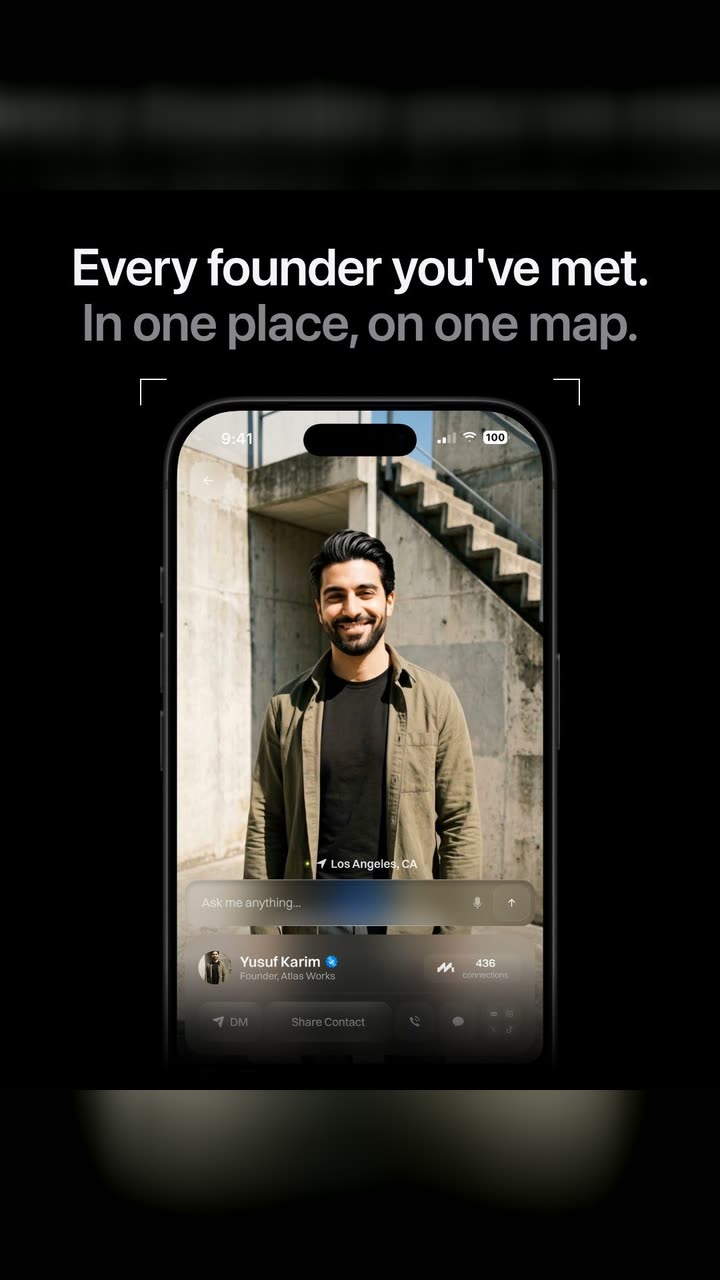 Every founder you've met.
In one place, on one map.
9:41
100
Los Angeles, CA
Ask me anything...
Yusuf Karim
Founder, Atlas Works
436
connections
DM
Share Contact